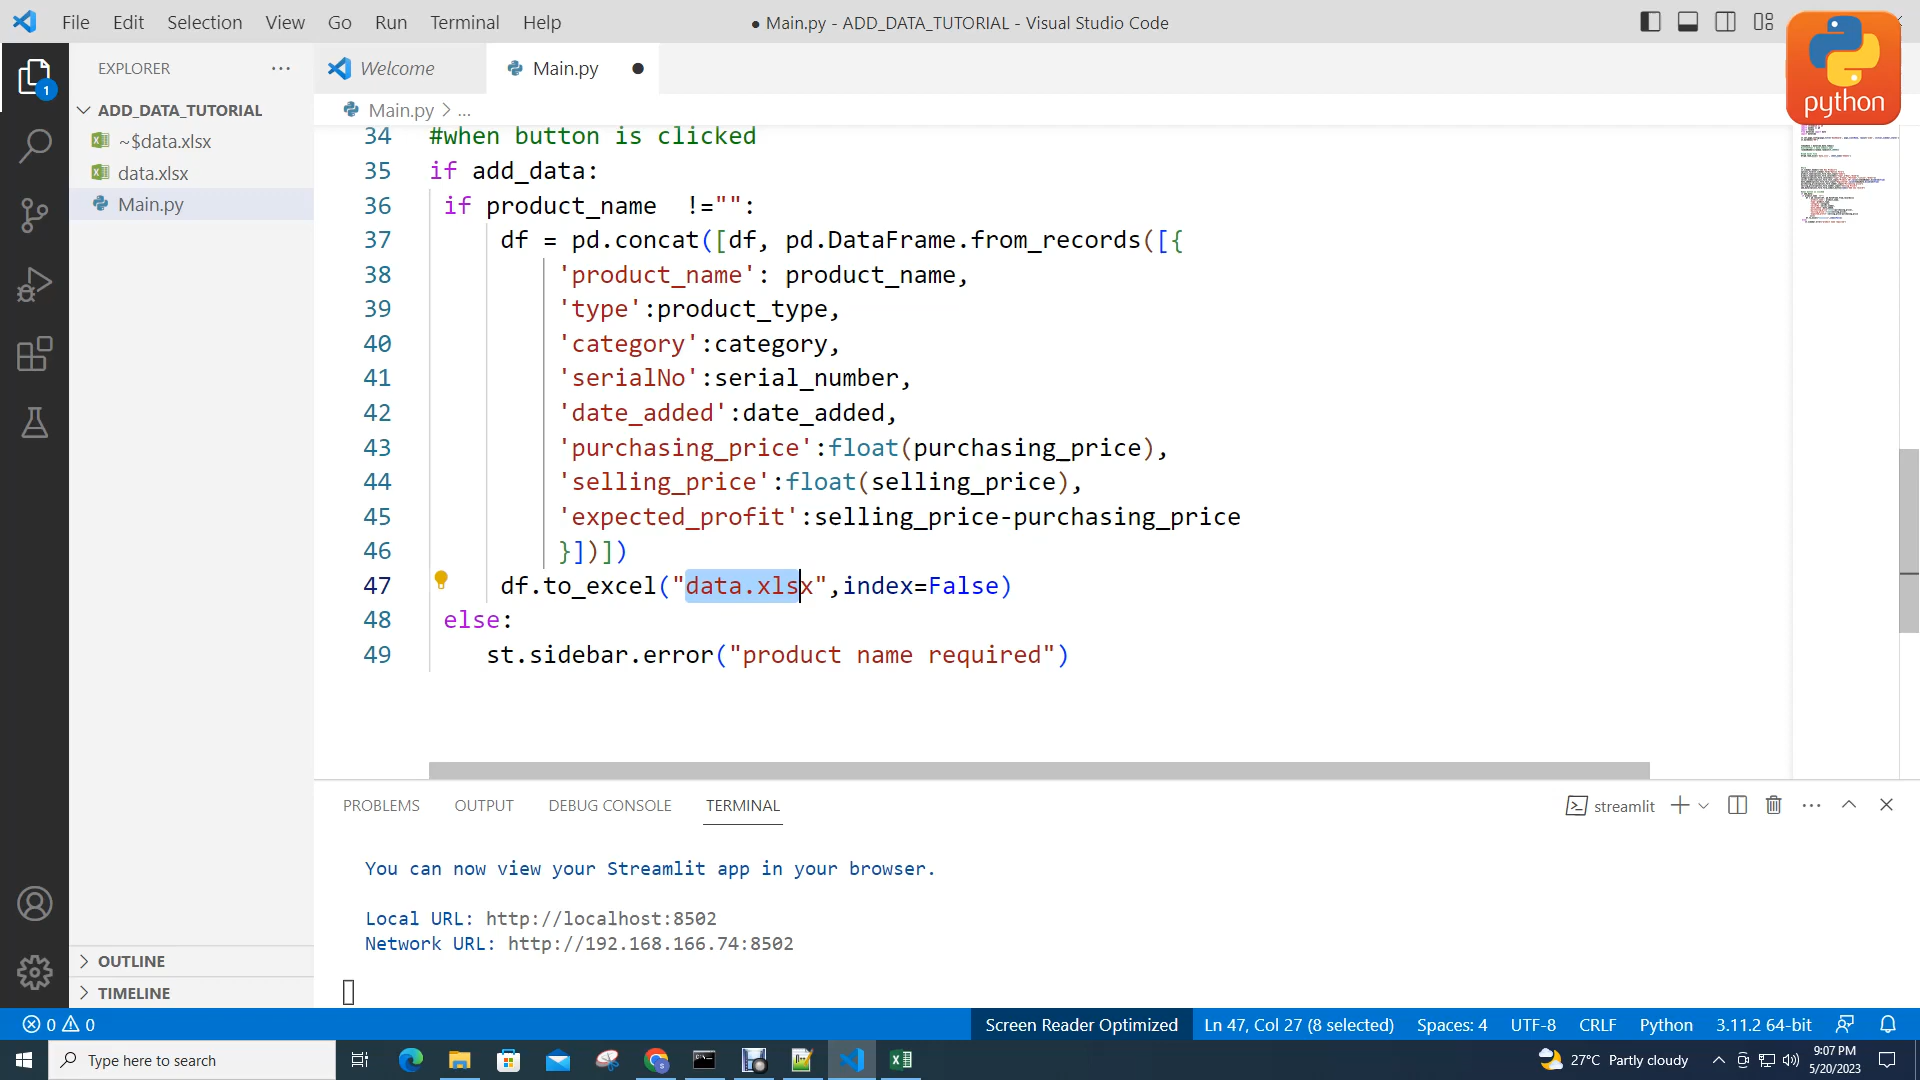 File Edit Selection View Go Run Terminal Help
● Main.py - ADD_DATA_TUTORIAL - Visual Studio Code
python
EXPLORER ...
Welcome
Main.py ●
ADD_DATA_TUTORIAL
~$data.xlsx
data.xlsx
Main.py
Main.py > ...
34 #when button is clicked
35 if add_data:
36 if product_name !="":
37 df = pd.concat([df, pd.DataFrame.from_records([{
38 'product_name': product_name,
39 'type':product_type,
40 'category':category,
41 'serialNo':serial_number,
42 'date_added':date_added,
43 'purchasing_price':float(purchasing_price),
44 'selling_price':float(selling_price),
45 'expected_profit':selling_price-purchasing_price
46 }])])
47 df.to_excel("data.xlsx",index=False)
48 else:
49 st.sidebar.error("product name required")
PROBLEMS OUTPUT DEBUG CONSOLE TERMINAL
streamlit
You can now view your Streamlit app in your browser.
Local URL: http://localhost:8502
Network URL: http://192.168.166.74:8502
OUTLINE
TIMELINE
1
0 0
Screen Reader Optimized Ln 47, Col 27 (8 selected) Spaces: 4 UTF-8 CRLF Python 3.11.2 64-bit
Type here to search
27°C Partly cloudy
9:07 PM
5/20/2023